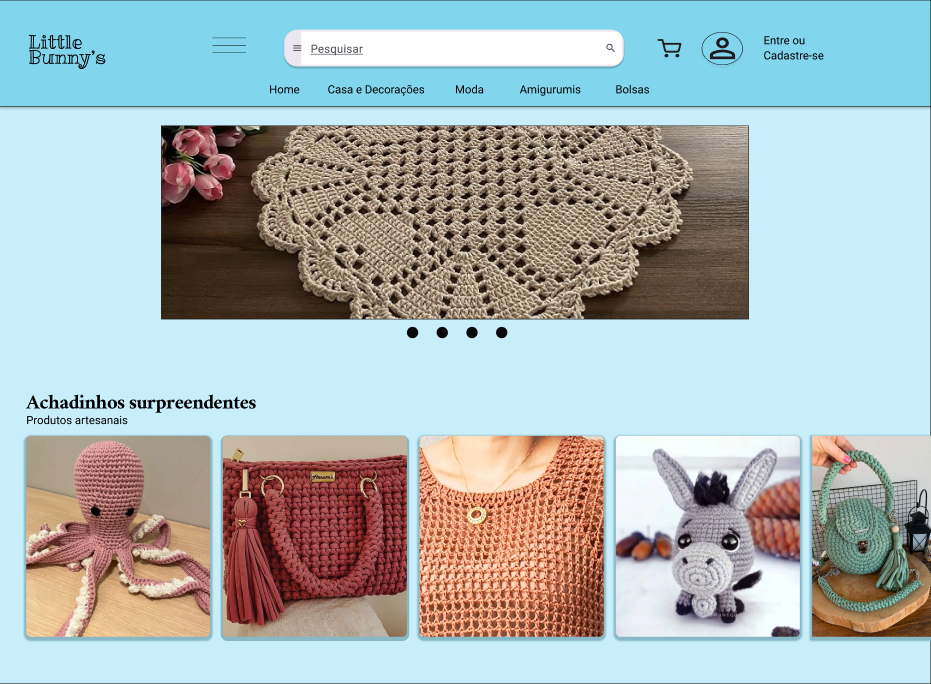 Little
Bunny's
Pesquisar
Entre ou
Cadastre-se
Home
Casa e Decorações
Moda
Amigurumis
Bolsas
Achadinhos surpreendentes
Produtos artesanais